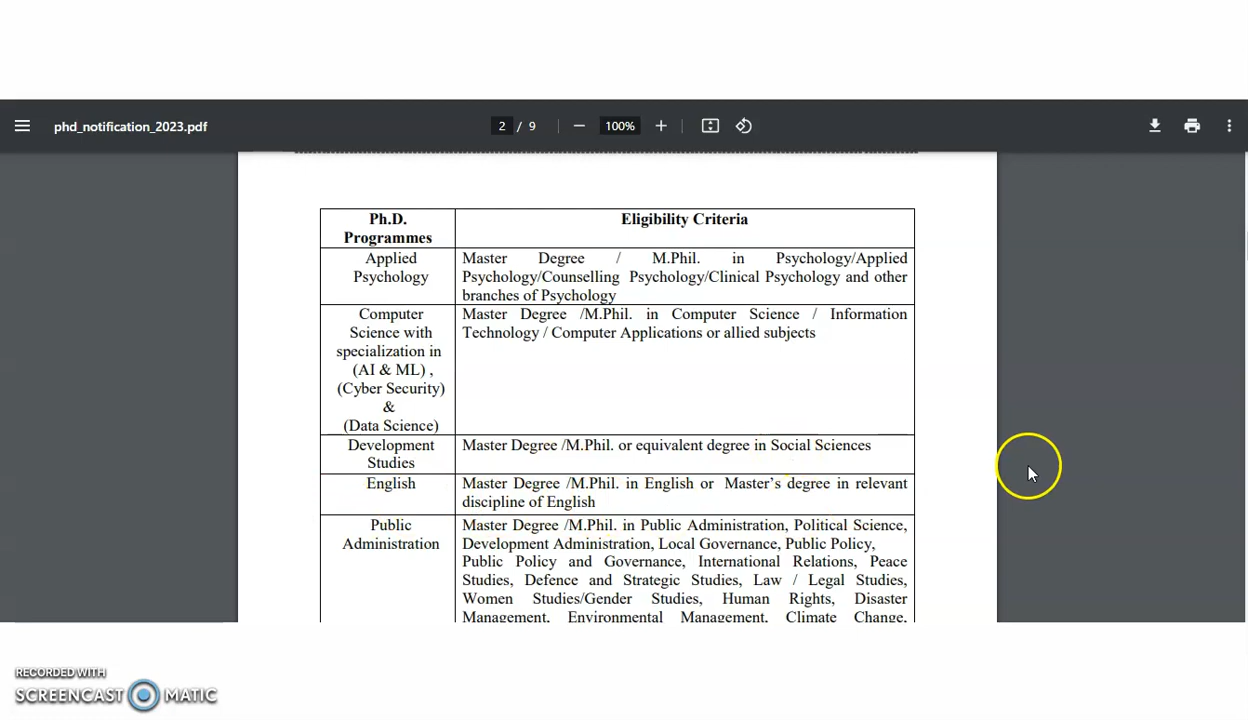 phd_notification_2023.pdf
2 / 9
100%
Ph.D.
Programmes
Eligibility Criteria
Applied
Psychology
Master Degree / M.Phil. in Psychology/Applied
Psychology/Counselling Psychology/Clinical Psychology and other
branches of Psychology
Computer
Science with
specialization in
(AI & ML) ,
(Cyber Security)
&
(Data Science)
Master Degree /M.Phil. in Computer Science / Information
Technology / Computer Applications or allied subjects
Development
Studies
Master Degree /M.Phil. or equivalent degree in Social Sciences
English
Master Degree /M.Phil. in English or Master's degree in relevant
discipline of English
Public
Administration
Master Degree /M.Phil. in Public Administration, Political Science,
Development Administration, Local Governance, Public Policy,
Public Policy and Governance, International Relations, Peace
Studies, Defence and Strategic Studies, Law / Legal Studies,
Women Studies/Gender Studies, Human Rights, Disaster
Management, Environmental Management, Climate Change,
RECORDED WITH
SCREENCAST MATIC